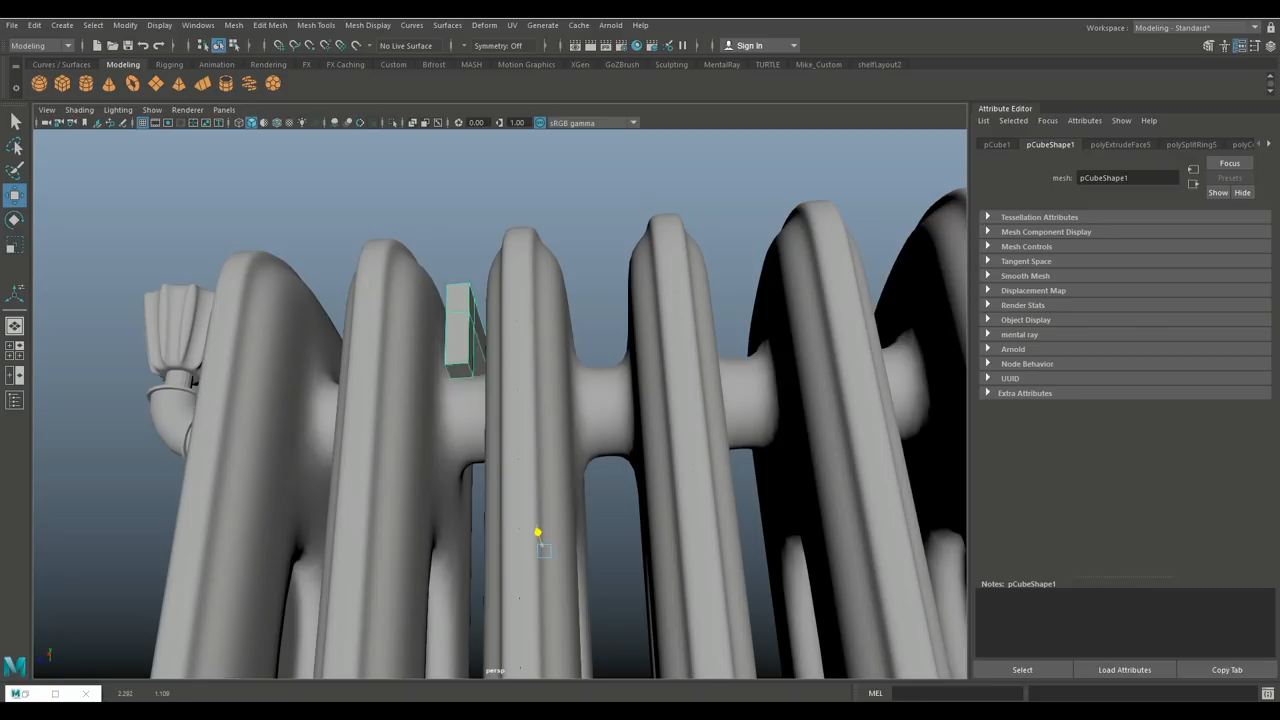 File Edit Create Select Modify Display Windows Mesh Edit Mesh Mesh Tools Mesh Display Curves Surfaces Deform UV Generate Cache Arnold Help
Workspace: Modeling - Standard*
Modeling No Live Surface Symmetry: Off Sign In
Curves / Surfaces Modeling Rigging Animation Rendering FX FX Caching Custom Bifrost MASH Motion Graphics XGen GoZBrush Sculpting MentalRay TURTLE Mike_Custom shelfLayout2
View Shading Lighting Show Renderer Panels
0.00 1.00 sRGB gamma
persp
Attribute Editor
List Selected Focus Attributes Show Help
pCube1 pCubeShape1 polyExtrudeFace5 polySplitRing5
Focus
mesh: pCubeShape1 Presets
Show Hide
Tessellation Attributes
Mesh Component Display
Mesh Controls
Tangent Space
Smooth Mesh
Displacement Map
Render Stats
Object Display
mental ray
Arnold
Node Behavior
UUID
Extra Attributes
Notes: pCubeShape1
Select Load Attributes Copy Tab
2.292 1.109 MEL